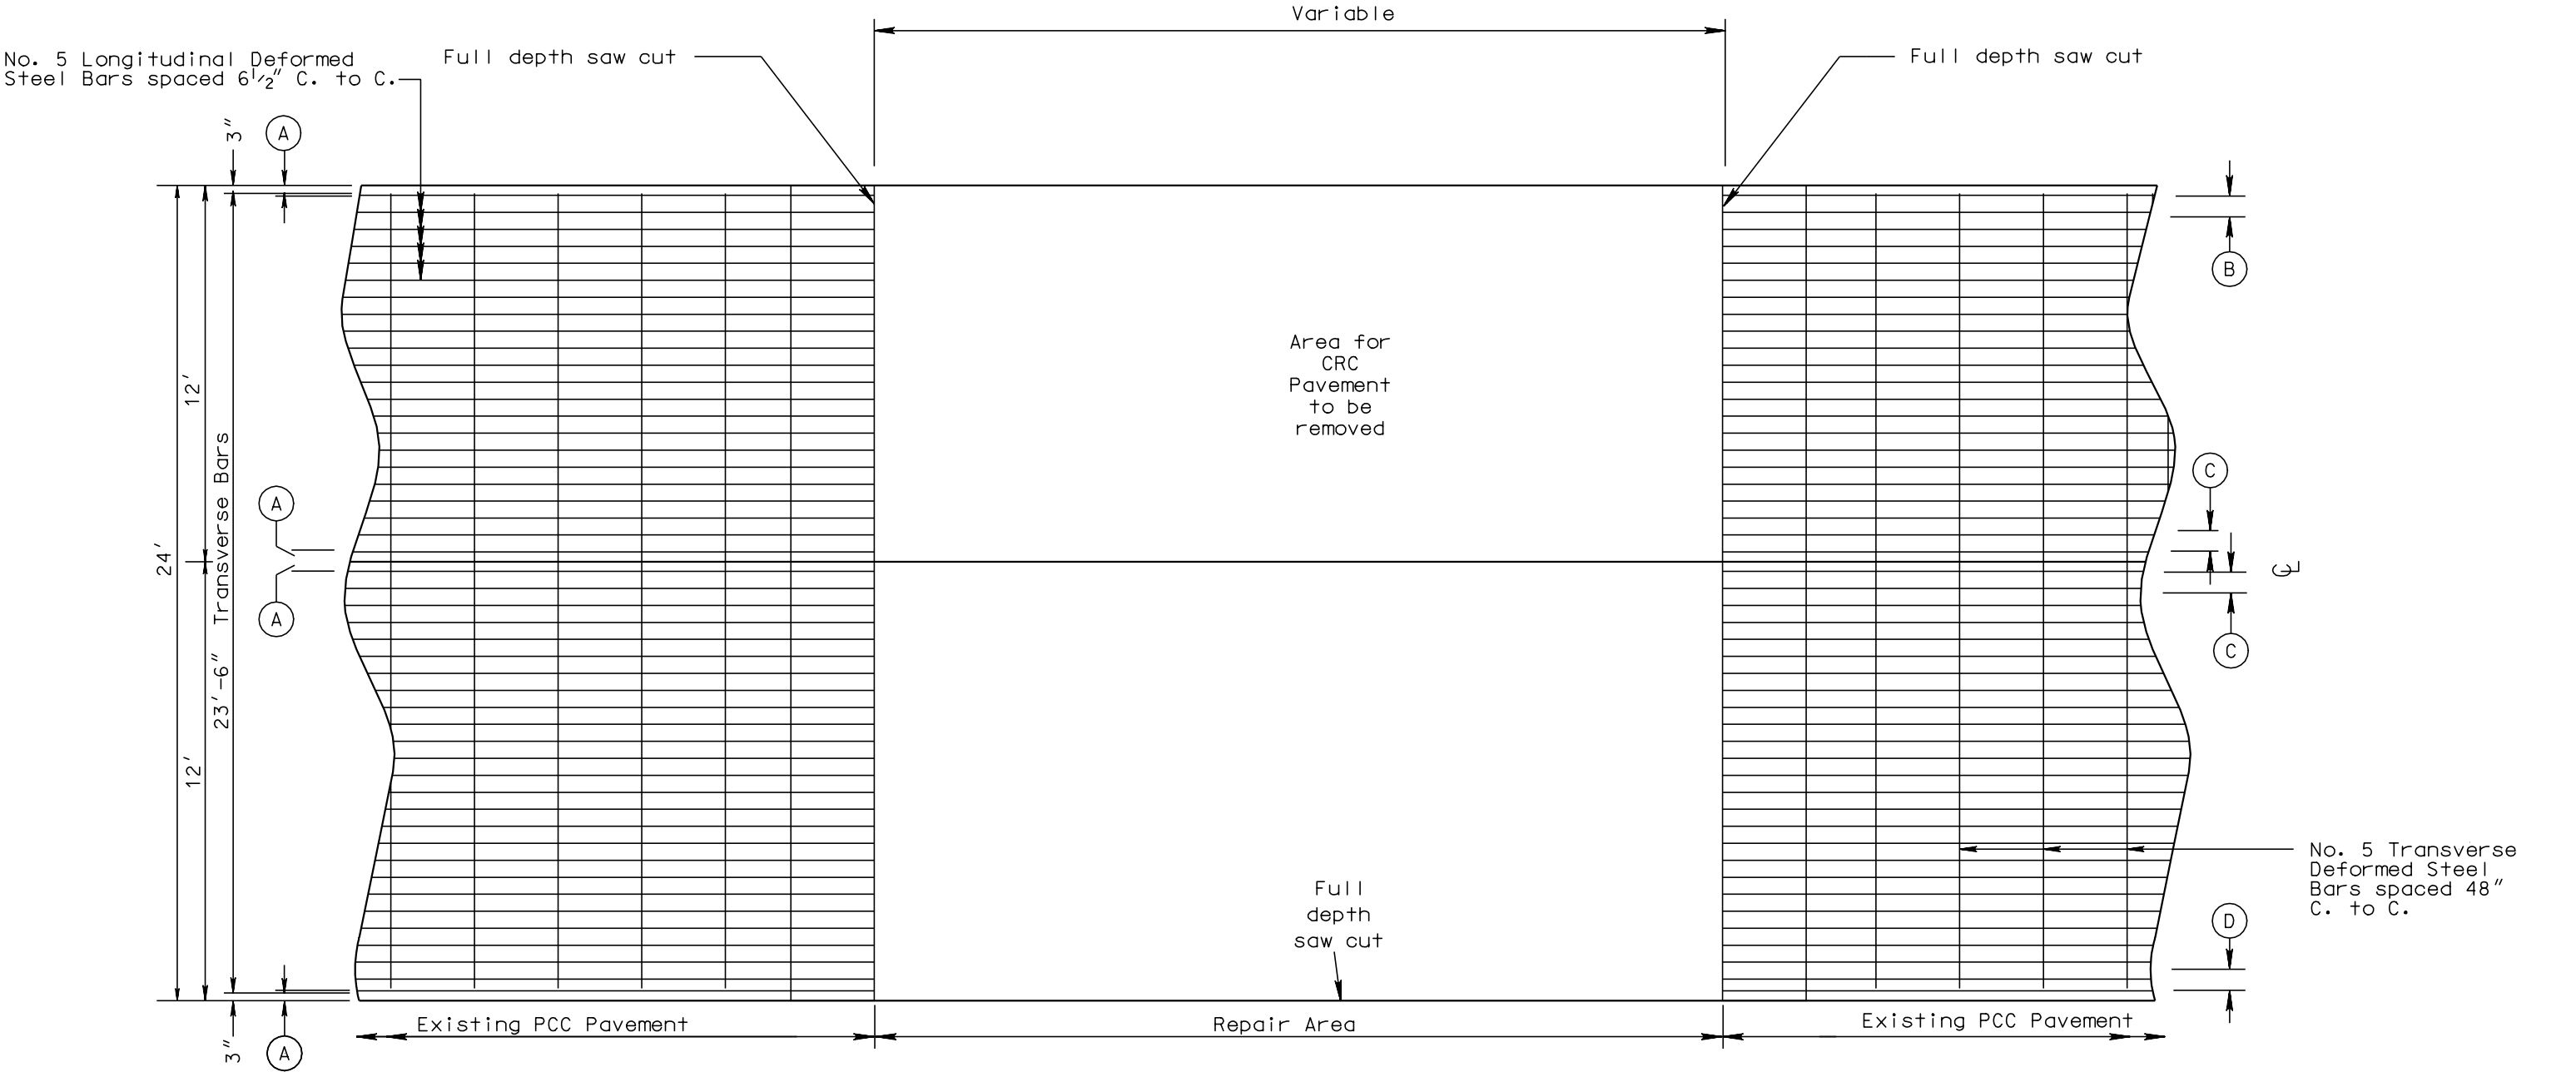 Variable
No. 5 Longitudinal Deformed
Steel Bars spaced 6 1/2" C. to C.
Full depth saw cut
Full depth saw cut
3"
A
B
Area for
CRC
Pavement
to be
removed
12'
24'
12'
23'-6" Transverse Bars
A
A
C
C
℄
No. 5 Transverse
Deformed Steel
Bars spaced 48"
C. to C.
D
Full
depth
saw cut
3"
A
Existing PCC Pavement
Repair Area
Existing PCC Pavement